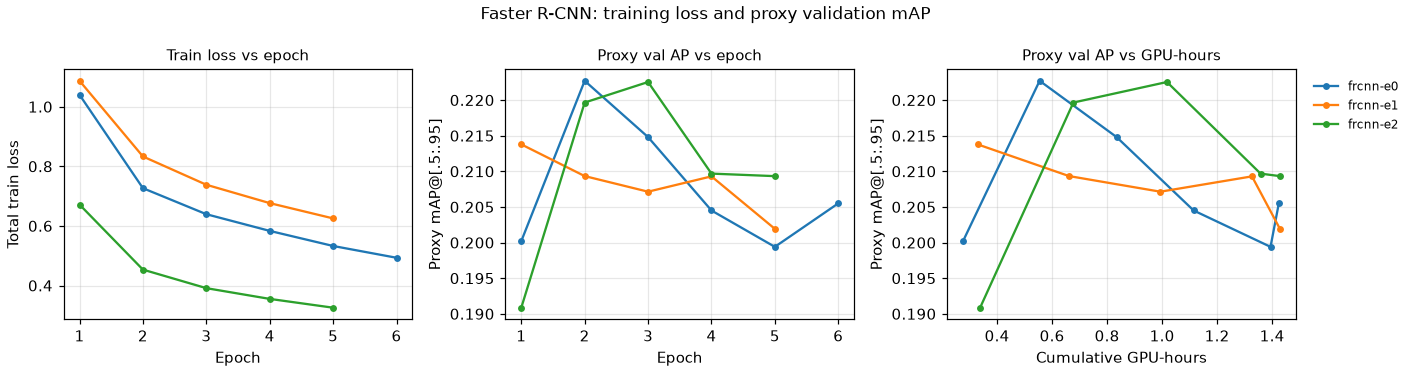 Faster R-CNN: training loss and proxy validation mAP
Train loss vs epoch
Total train loss
1.0
0.8
0.6
0.4
1 2 3 4 5 6
Epoch
Proxy val AP vs epoch
Proxy mAP@[.5:.95]
0.220
0.215
0.210
0.205
0.200
0.195
0.190
1 2 3 4 5 6
Epoch
Proxy val AP vs GPU-hours
Proxy mAP@[.5:.95]
0.220
0.215
0.210
0.205
0.200
0.195
0.190
0.4 0.6 0.8 1.0 1.2 1.4
Cumulative GPU-hours
frcnn-e0
frcnn-e1
frcnn-e2